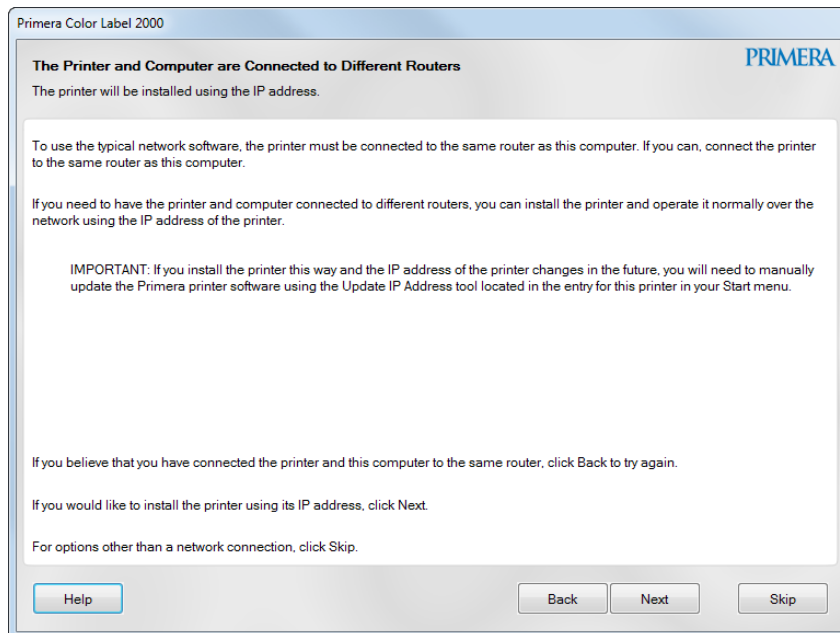 Primera Color Label 2000
PRIMERA
The Printer and Computer are Connected to Different Routers
The printer will be installed using the IP address.
To use the typical network software, the printer must be connected to the same router as this computer. If you can, connect the printer
to the same router as this computer.
If you need to have the printer and computer connected to different routers, you can install the printer and operate it normally over the
network using the IP address of the printer.
IMPORTANT: If you install the printer this way and the IP address of the printer changes in the future, you will need to manually
update the Primera printer software using the Update IP Address tool located in the entry for this printer in your Start menu.
If you believe that you have connected the printer and this computer to the same router, click Back to try again.
If you would like to install the printer using its IP address, click Next.
For options other than a network connection, click Skip.
Help
Back
Next
Skip